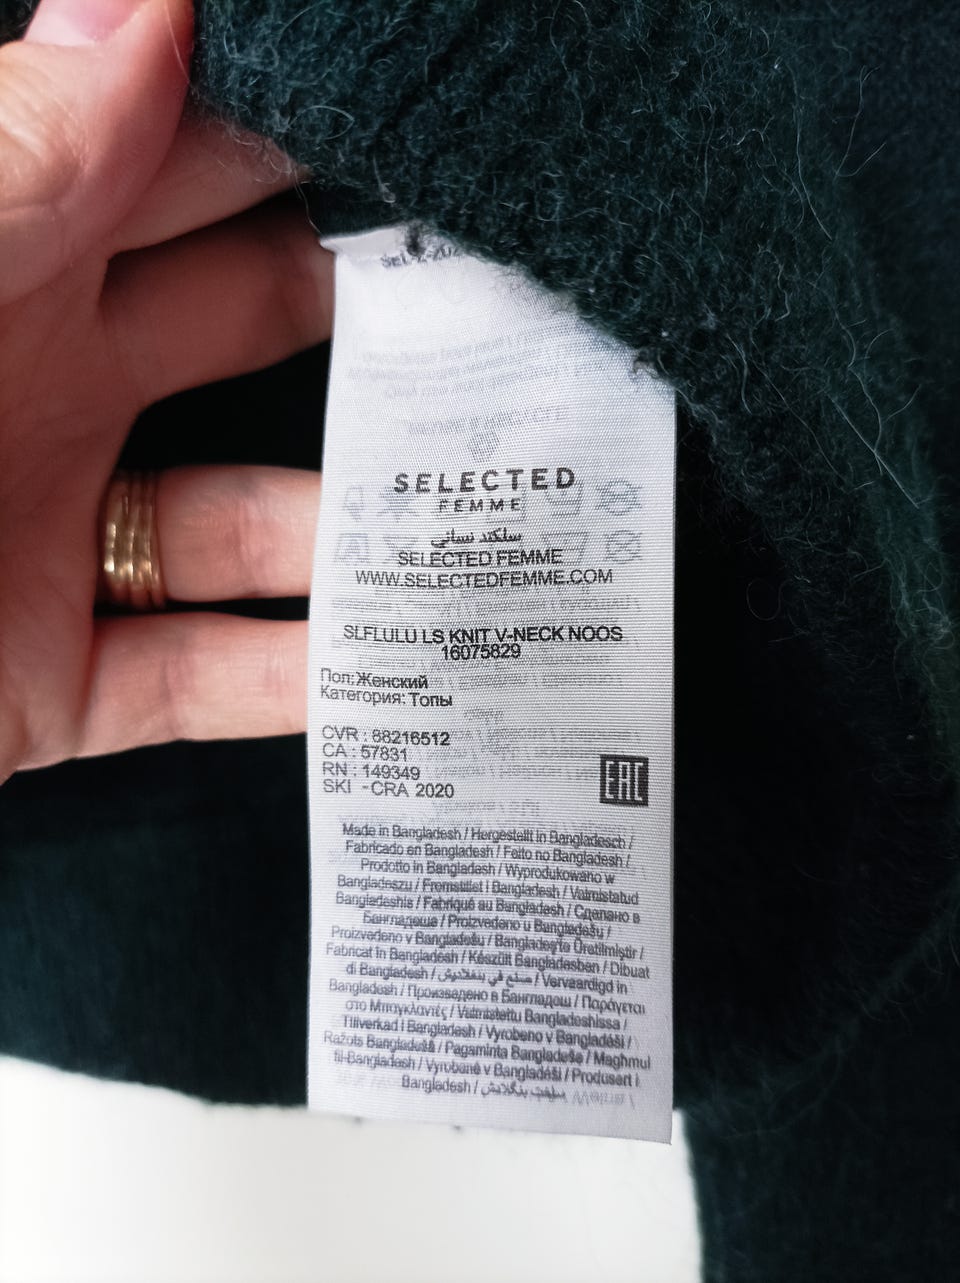 SELECTED
FEMME
سلكتد نسائي
SELECTED FEMME
WWW.SELECTEDFEMME.COM
SLFLULU LS KNIT V-NECK NOOS
16075829
Пол: Женский
Категория: Топы
CVR : 88216512
CA : 57831
RN : 149349
SKI -CRA 2020
EAC
Made in Bangladesh / Hergestellt in Bangladesch /
Fabricado en Bangladesh / Feito no Bangladesh /
Prodotto in Bangladesh / Wyprodukowano w
Bangladeszu / Fremstillet i Bangladesh / Valmistatud
Bangladeshis / Fabriqué au Bangladesh / Сделано в
Бангладеше / Proizvedeno u Bangladešu /
Proizvedeno v Bangladešu / Bangladeş'te Üretilmiştir /
Fabricat în Bangladesh / Készült Bangladesben / Dibuat
di Bangladesh / صنع في بنغلاديش / Vervaardigd in
Bangladesh / Произведено в Бангладеш / Παράγεται
στο Μπαγκλαντές / Valmistettu Bangladeshissa /
Tillverkad i Bangladesh / Vyrobeno v Bangladéši /
Ražots Bangladešā / Pagaminta Bangladeše / Maghmul
fil-Bangladesh / Vyrobené v Bangladéši / Produsert i
Bangladesh /